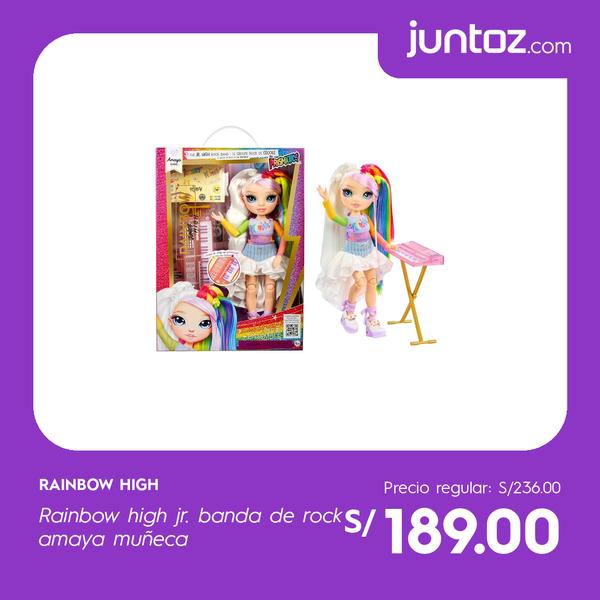 juntoz.com
RAINBOW HIGH
Rainbow high jr. banda de rock
amaya muñeca
Precio regular: S/236.00
S/189.00